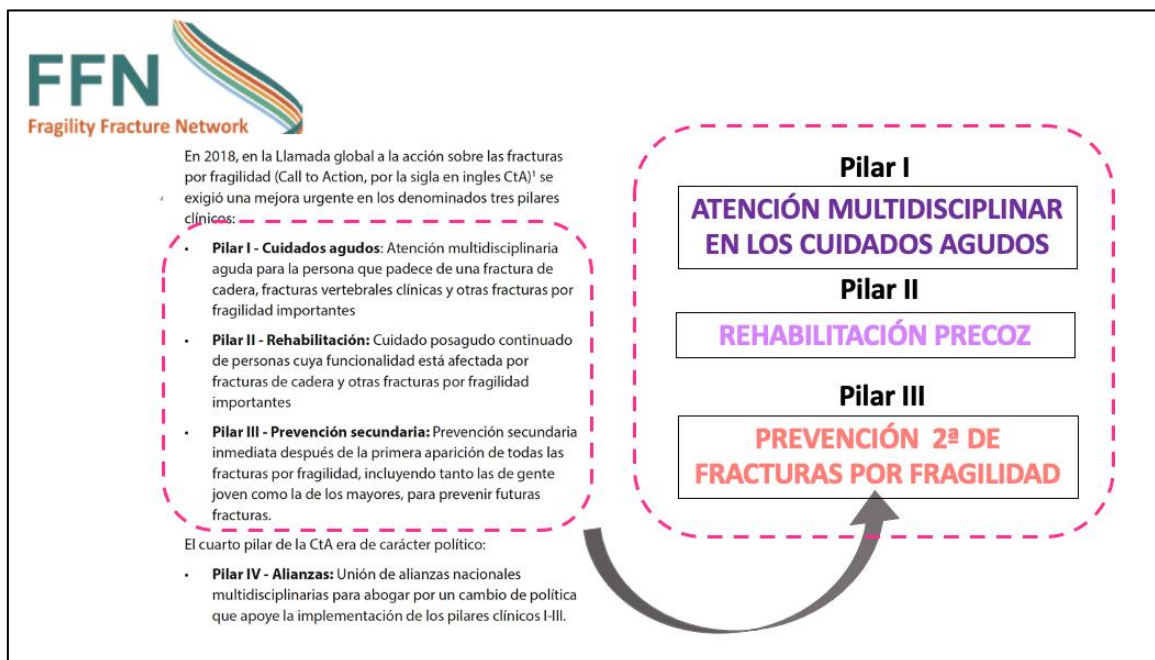 FFN
Fragility Fracture Network
En 2018, en la Llamada global a la acción sobre las fracturas
por fragilidad (Call to Action, por la sigla en ingles CtA)¹ se
exigió una mejora urgente en los denominados tres pilares
clínicos:
• Pilar I - Cuidados agudos: Atención multidisciplinaria
aguda para la persona que padece de una fractura de
cadera, fracturas vertebrales clínicas y otras fracturas por
fragilidad importantes
• Pilar II - Rehabilitación: Cuidado posagudo continuado
de personas cuya funcionalidad está afectada por
fracturas de cadera y otras fracturas por fragilidad
importantes
• Pilar III - Prevención secundaria: Prevención secundaria
inmediata después de la primera aparición de todas las
fracturas por fragilidad, incluyendo tanto las de gente
joven como la de los mayores, para prevenir futuras
fracturas.
El cuarto pilar de la CtA era de carácter político:
• Pilar IV - Alianzas: Unión de alianzas nacionales
multidisciplinarias para abogar por un cambio de política
que apoye la implementación de los pilares clínicos I-III.
Pilar I
ATENCIÓN MULTIDISCIPLINAR
EN LOS CUIDADOS AGUDOS
Pilar II
REHABILITACIÓN PRECOZ
Pilar III
PREVENCIÓN 2ª DE
FRACTURAS POR FRAGILIDAD